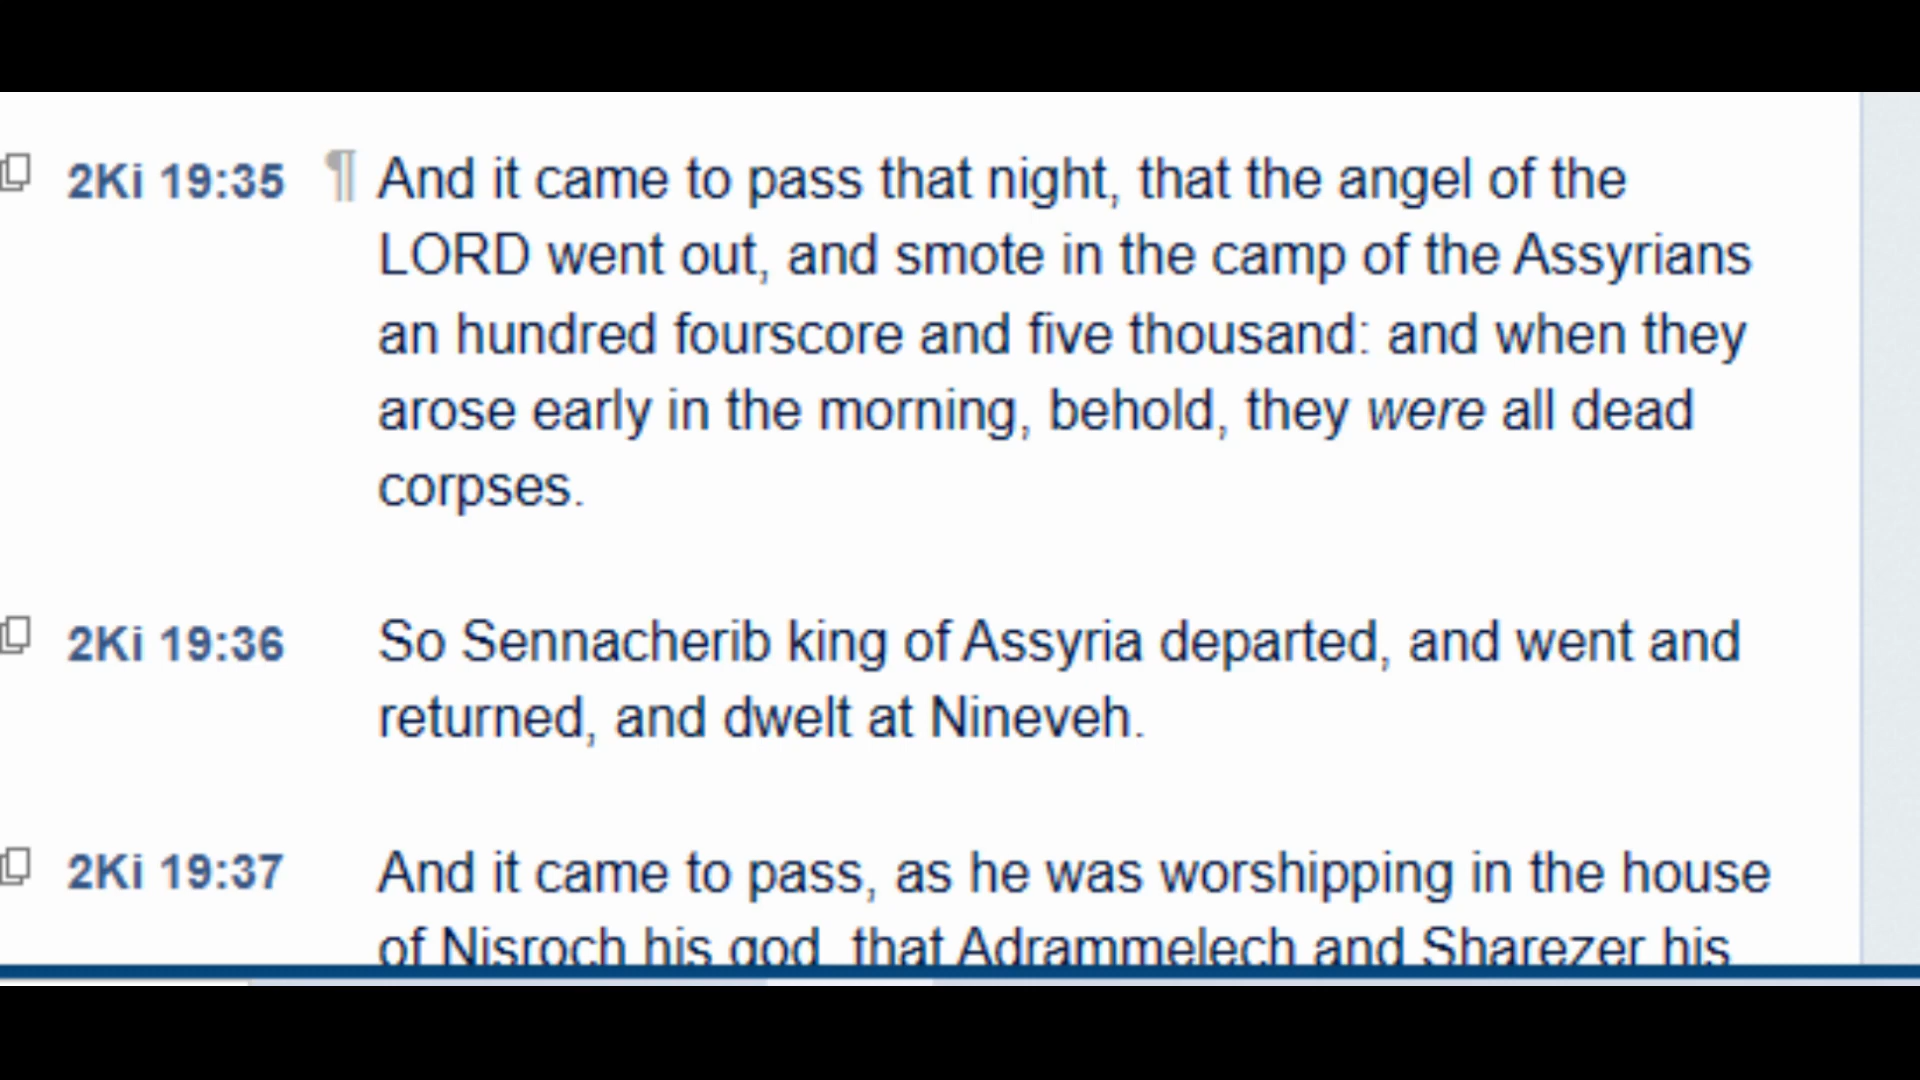 2Ki 19:35 ¶ And it came to pass that night, that the angel of the
LORD went out, and smote in the camp of the Assyrians
an hundred fourscore and five thousand: and when they
arose early in the morning, behold, they were all dead
corpses.
2Ki 19:36 So Sennacherib king of Assyria departed, and went and
returned, and dwelt at Nineveh.
2Ki 19:37 And it came to pass, as he was worshipping in the house
of Nisroch his god, that Adrammelech and Sharezer his